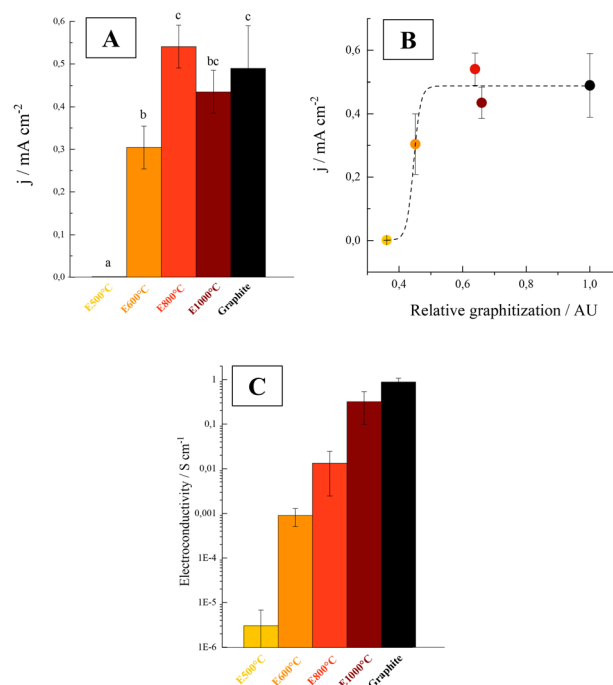 A
c
c
bc
b
a
j / mA cm-2
0,6
0,5
0,4
0,3
0,2
0,1
0,0
E500°C
E600°C
E800°C
E1000°C
Graphite
B
j / mA cm-2
0,6
0,4
0,2
0,0
0,4
0,6
0,8
1,0
Relative graphitization / AU
C
Electroconductivity / S cm-1
1
0,1
0,01
0,001
1E-4
1E-5
1E-6
E500°C
E600°C
E800°C
E1000°C
Graphite